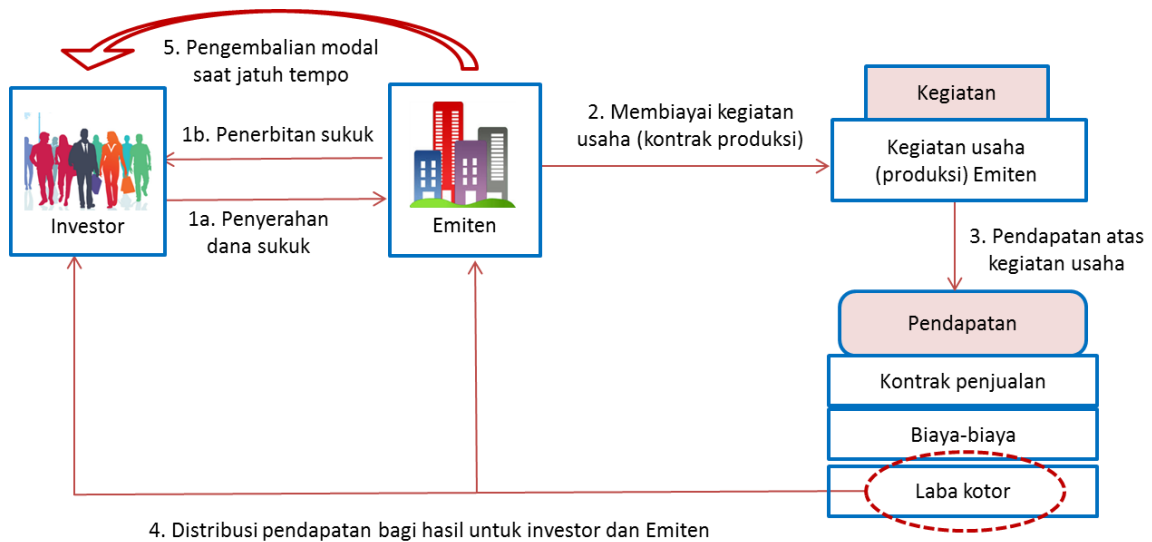 5. Pengembalian modal
saat jatuh tempo
1b. Penerbitan sukuk
1a. Penyerahan
dana sukuk
Investor
Emiten
2. Membiayai kegiatan
usaha (kontrak produksi)
Kegiatan
Kegiatan usaha
(produksi) Emiten
3. Pendapatan atas
kegiatan usaha
Pendapatan
Kontrak penjualan
Biaya-biaya
Laba kotor
4. Distribusi pendapatan bagi hasil untuk investor dan Emiten